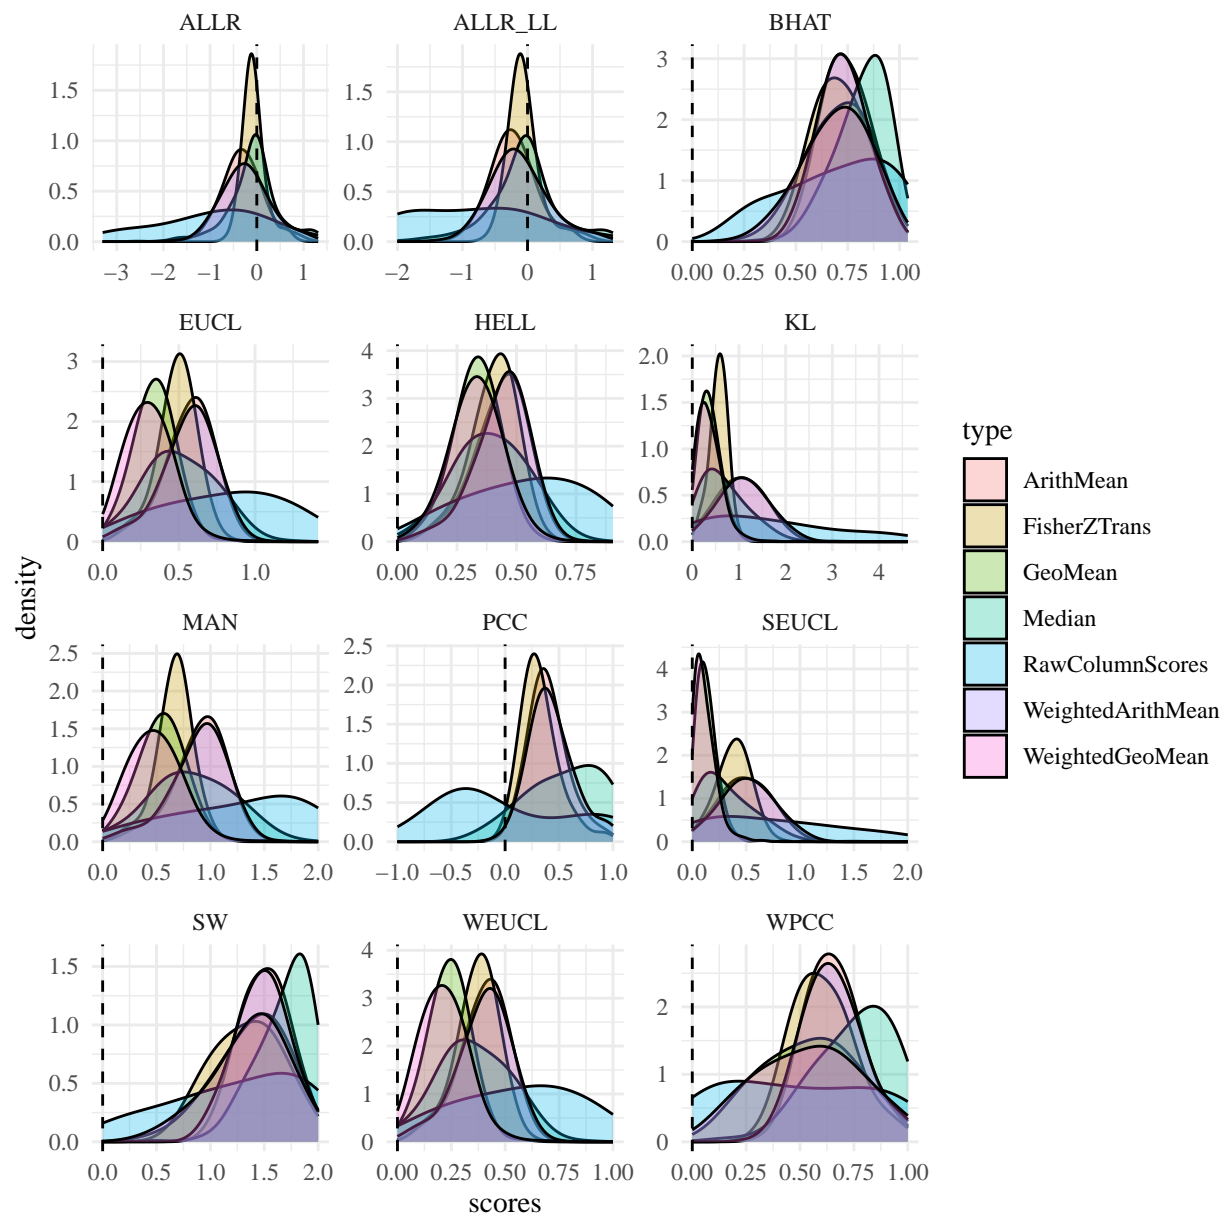 ALLR ALLR_LL BHAT
1.5 1.0 0.5 0.0
−3 −2 −1 0 1
1.5 1.0 0.5 0.0
−2 −1 0 1
3 2 1 0
0.00 0.25 0.50 0.75 1.00
EUCL HELL KL
3 2 1 0
0.0 0.5 1.0
4 3 2 1 0
0.00 0.25 0.50 0.75
2.0 1.5 1.0 0.5 0.0
0 1 2 3 4
MAN PCC SEUCL
2.5 2.0 1.5 1.0 0.5 0.0
0.0 0.5 1.0 1.5 2.0
2.5 2.0 1.5 1.0 0.5 0.0
−1.0 −0.5 0.0 0.5 1.0
4 3 2 1 0
0.0 0.5 1.0 1.5 2.0
SW WEUCL WPCC
1.5 1.0 0.5 0.0
0.0 0.5 1.0 1.5 2.0
4 3 2 1 0
0.00 0.25 0.50 0.75 1.00
2 1 0
0.00 0.25 0.50 0.75 1.00
density
scores
type
ArithMean
FisherZTrans
GeoMean
Median
RawColumnScores
WeightedArithMean
WeightedGeoMean